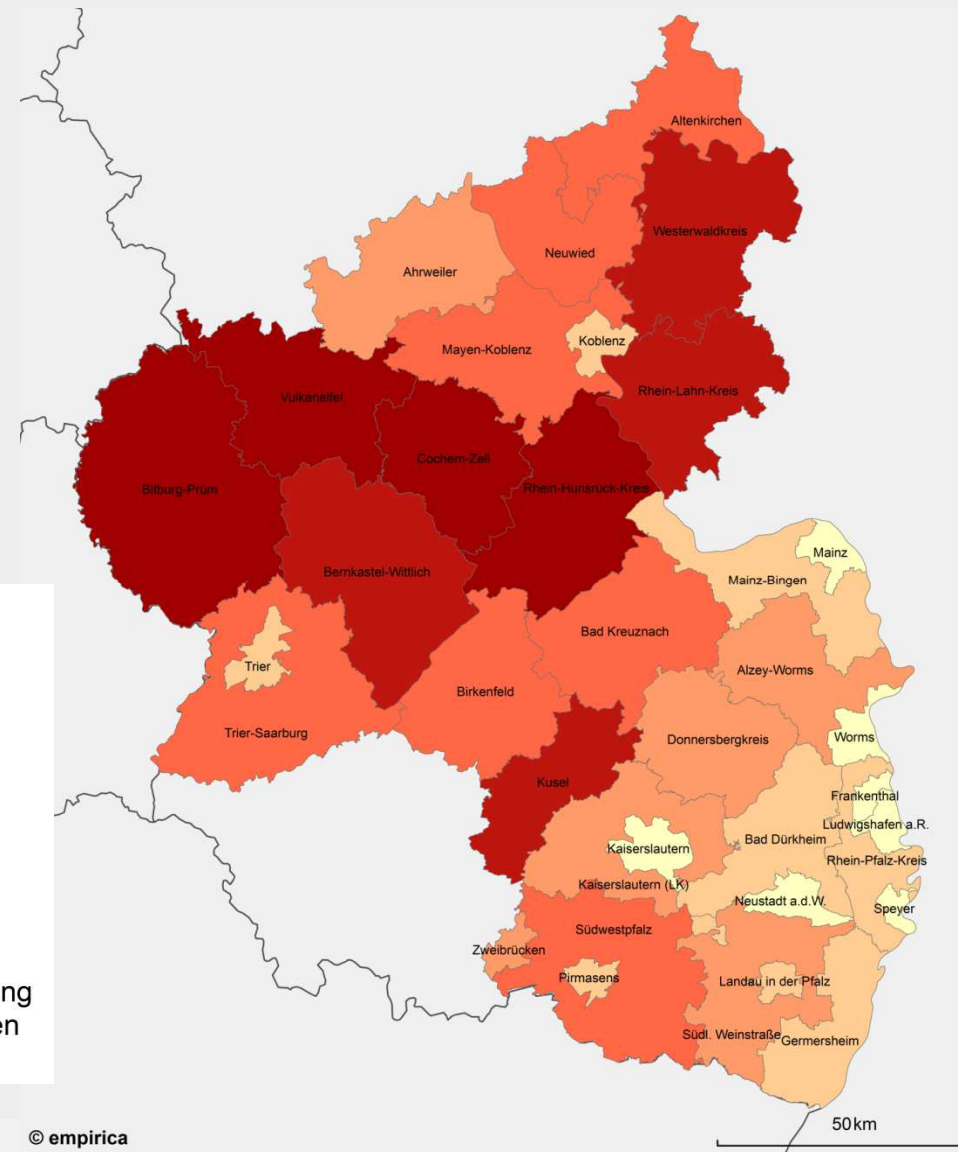 Altenkirchen
Westerwaldkreis
Neuwied
Ahrweiler
Koblenz
Mayen-Koblenz
Rhein-Lahn-Kreis
Vulkaneifel
Cochem-Zell
Rhein-Hunsrück-Kreis
Bitburg-Prüm
Mainz
Bernkastel-Wittlich
Mainz-Bingen
Bad Kreuznach
Trier
Alzey-Worms
Birkenfeld
Trier-Saarburg
Donnersbergkreis
Worms
Kusel
Frankenthal
Ludwigshafen a.R.
Bad Dürkheim
Kaiserslautern
Rhein-Pfalz-Kreis
Kaiserslautern (LK)
Neustadt a.d.W.
Speyer
Südwestpfalz
Zweibrücken
Pirmasens
Landau in der Pfalz
ng
en
Südl. Weinstraße
Germersheim
50km
© empirica